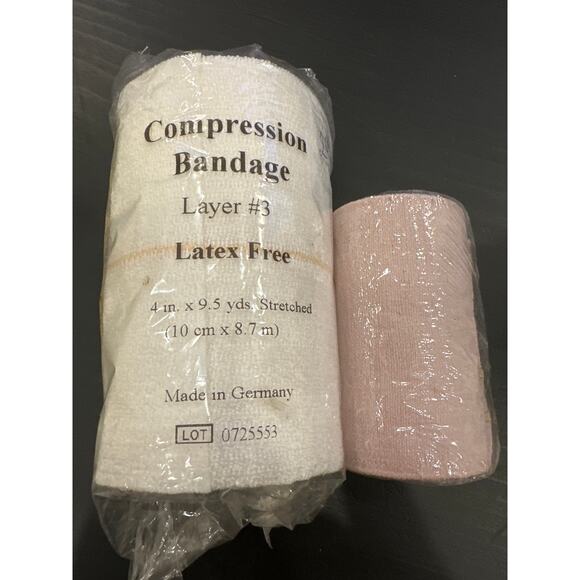 Compression
Bandage
Layer #3
Latex Free
4 in. x 9.5 yds. Stretched
(10 cm x 8.7 m)
Made in Germany
LOT 0725553